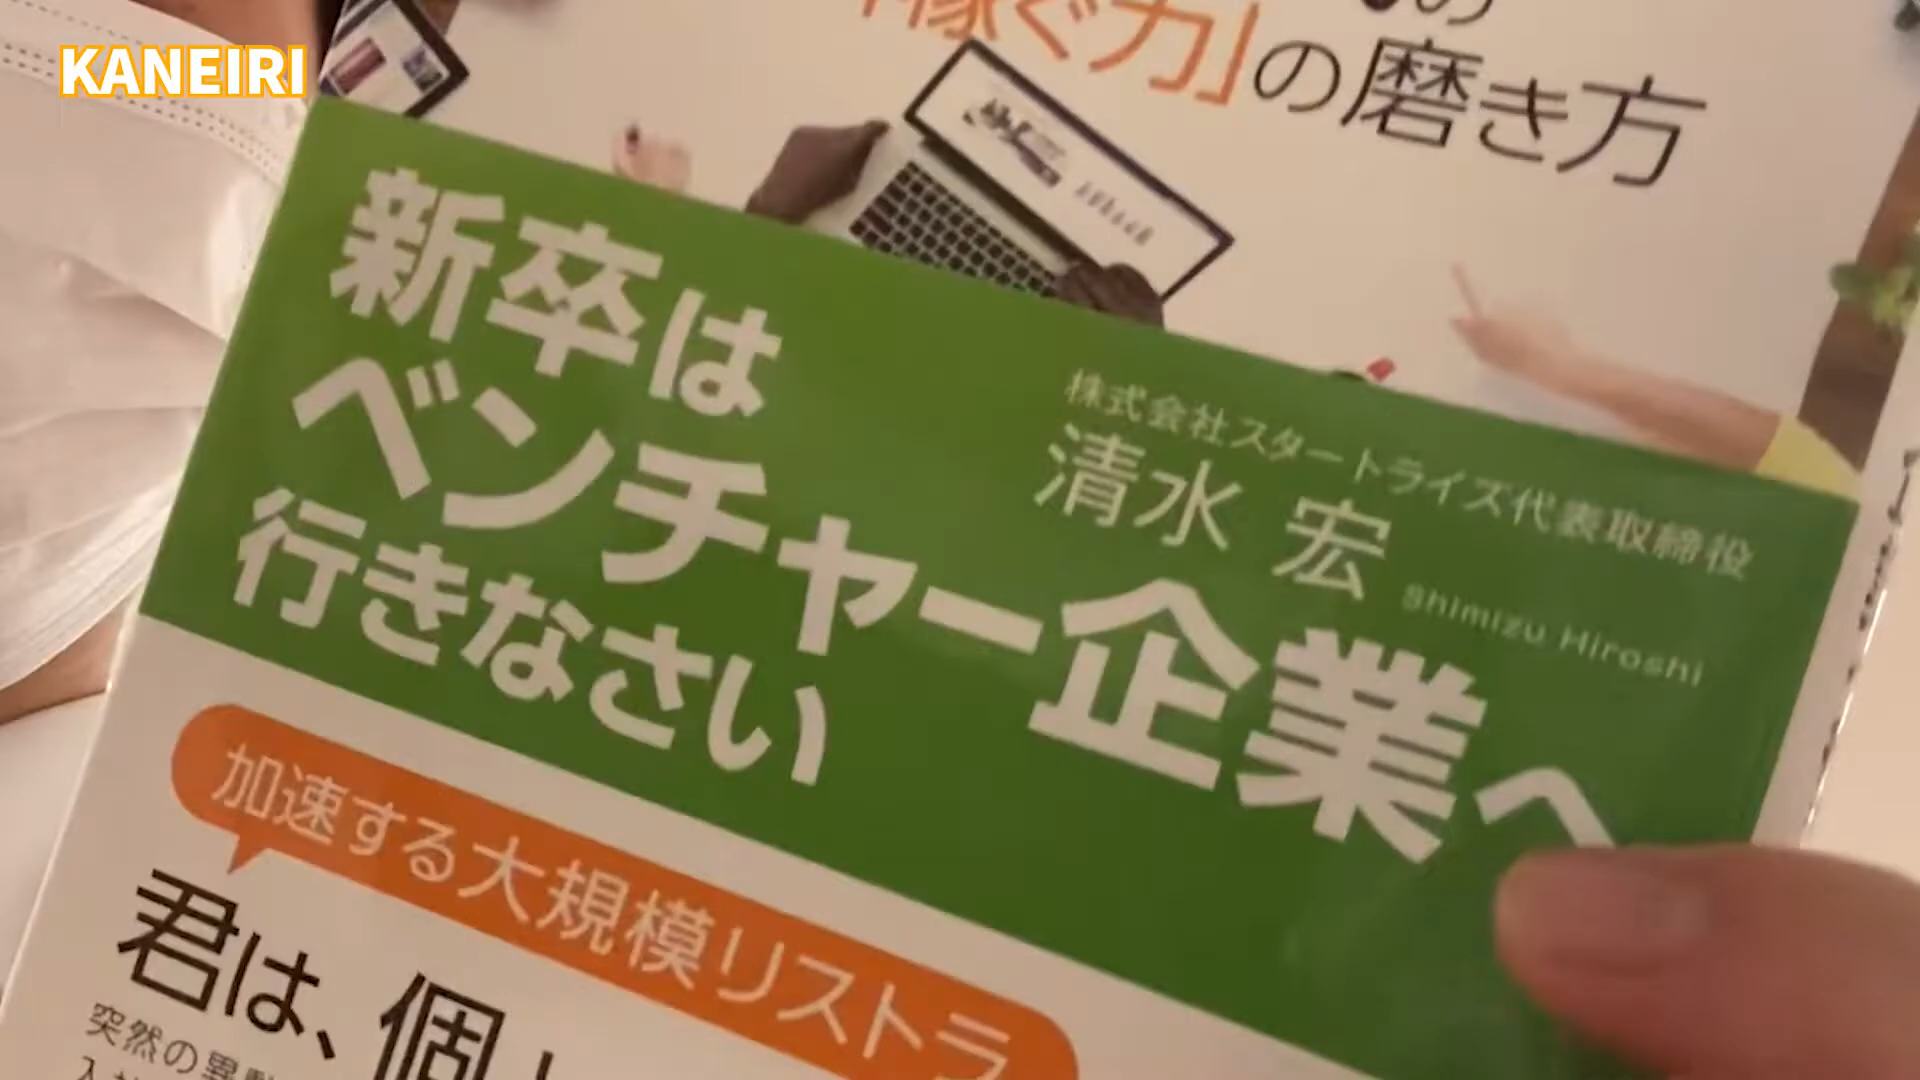 KANEIRI
の
「稼ぐ力」の磨き方
新卒は
ベンチャー企業へ
行きなさい
株式会社スタートライズ代表取締役
清水 宏 Shimizu Hiroshi
加速する大規模リストラ
君は、個
突然の異動